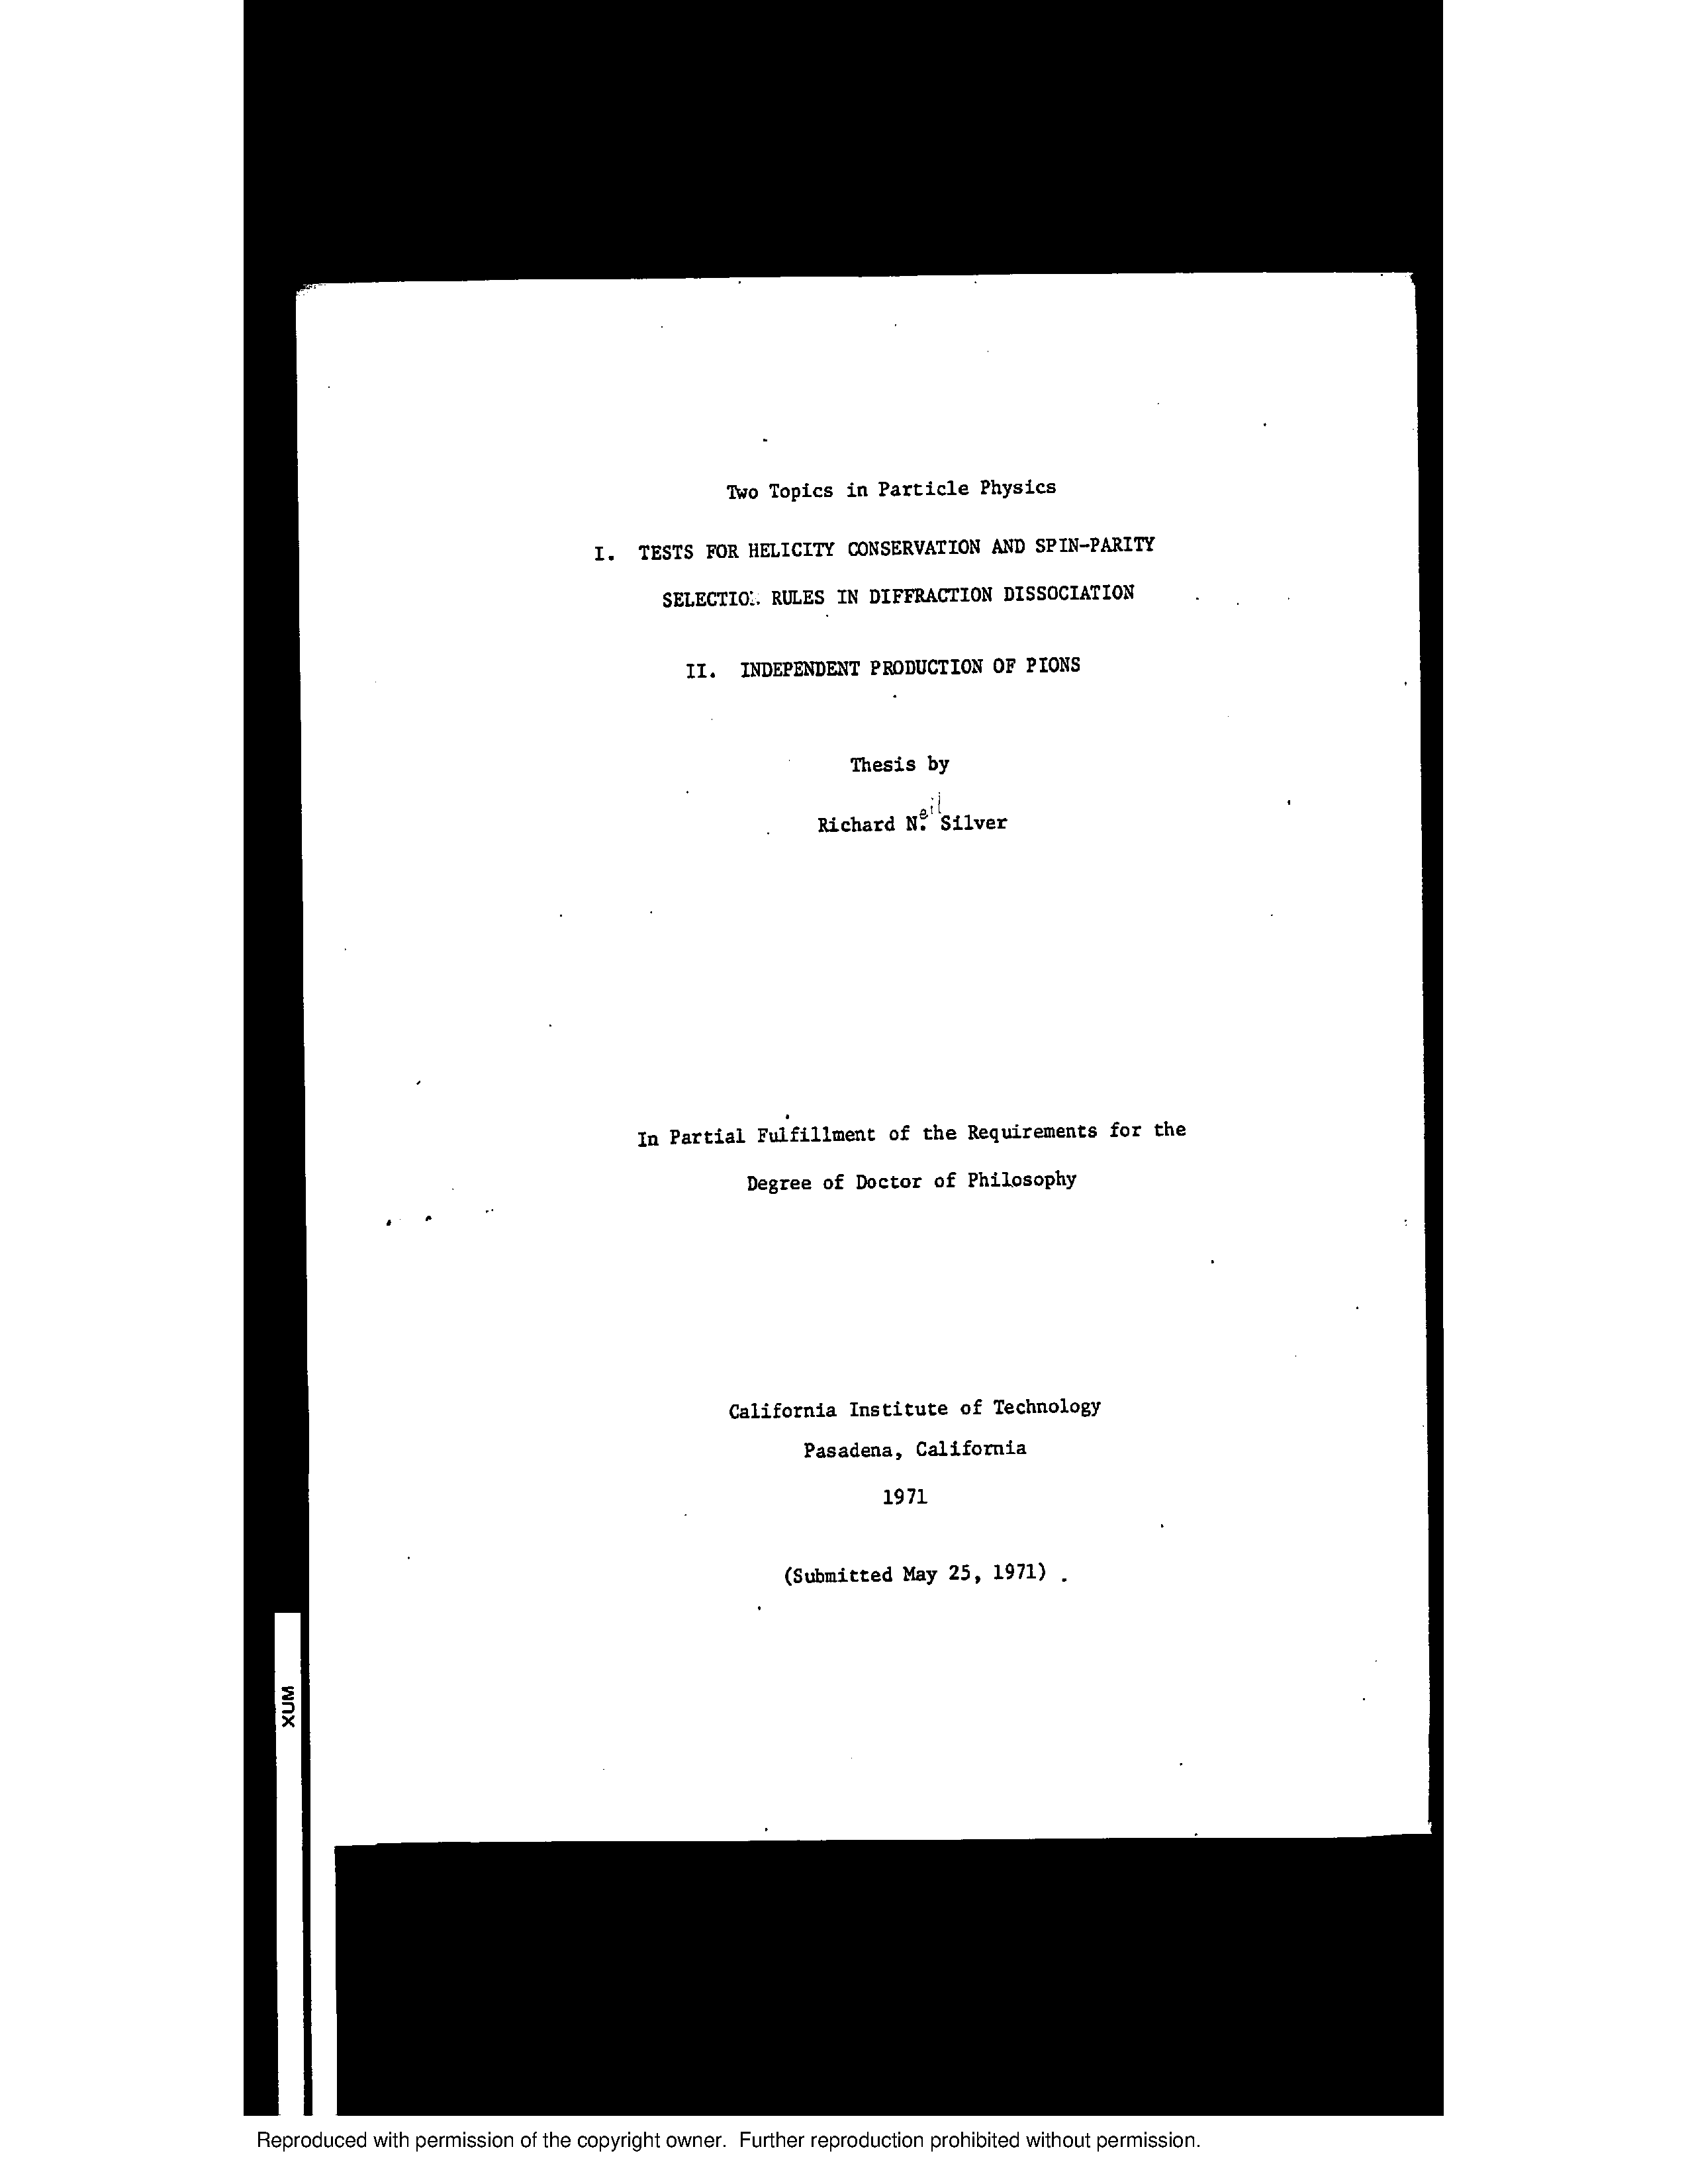 Two Topics in Particle Physics
I. TESTS FOR HELICITY CONSERVATION AND SPIN-PARITY
SELECTIO. RULES IN DIFFRACTION DISSOCIATION
II. INDEPENDENT PRODUCTION OF PIONS
Thesis by
eil
Richard N. Silver
In Partial Fulfillment of the Requirements for the
Degree of Doctor of Philosophy
California Institute of Technology
Pasadena, California
1971
(Submitted May 25, 1971) .
XUM
Reproduced with permission of the copyright owner. Further reproduction prohibited without permission.